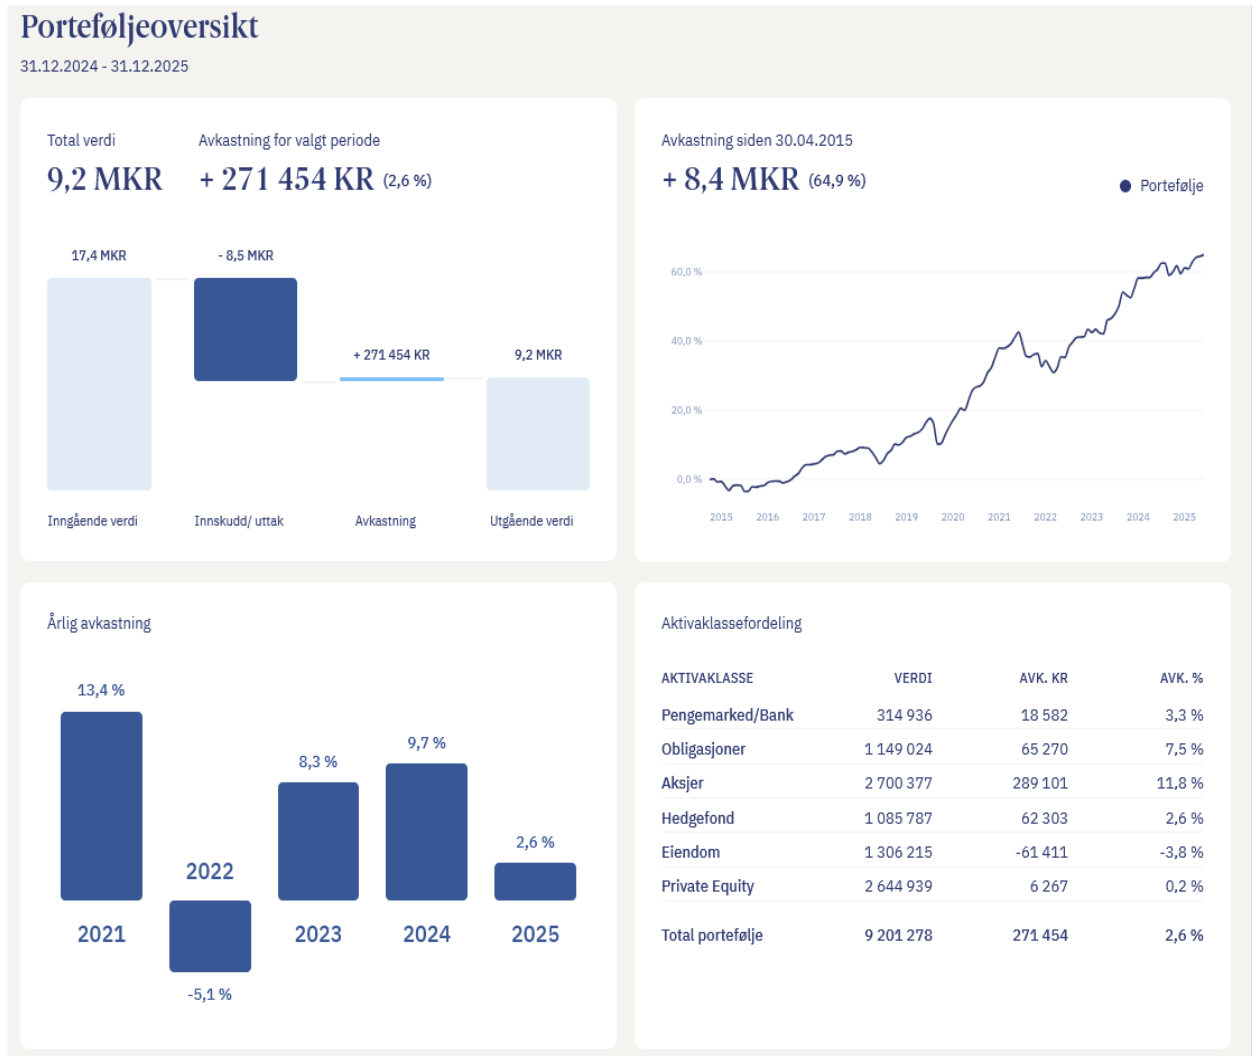 Porteføljeoversikt
31.12.2024 - 31.12.2025
Total verdi
9,2 MKR
Avkastning for valgt periode
+ 271 454 KR (2,6 %)
17,4 MKR
- 8,5 MKR
+ 271 454 KR
9,2 MKR
Inngående verdi
Innskudd/ uttak
Avkastning
Utgående verdi
Avkastning siden 30.04.2015
+ 8,4 MKR (64,9 %)
Portefølje
60,0 %
40,0 %
20,0 %
0,0 %
2015 2016 2017 2018 2019 2020 2021 2022 2023 2024 2025
Årlig avkastning
13,4 %
2021
2022
-5,1 %
8,3 %
2023
9,7 %
2024
2,6 %
2025
Aktivaklassefordeling
AKTIVAKLASSE VERDI AVK. KR AVK. %
Pengemarked/Bank 314 936 18 582 3,3 %
Obligasjoner 1 149 024 65 270 7,5 %
Aksjer 2 700 377 289 101 11,8 %
Hedgefond 1 085 787 62 303 2,6 %
Eiendom 1 306 215 -61 411 -3,8 %
Private Equity 2 644 939 6 267 0,2 %
Total portefølje 9 201 278 271 454 2,6 %